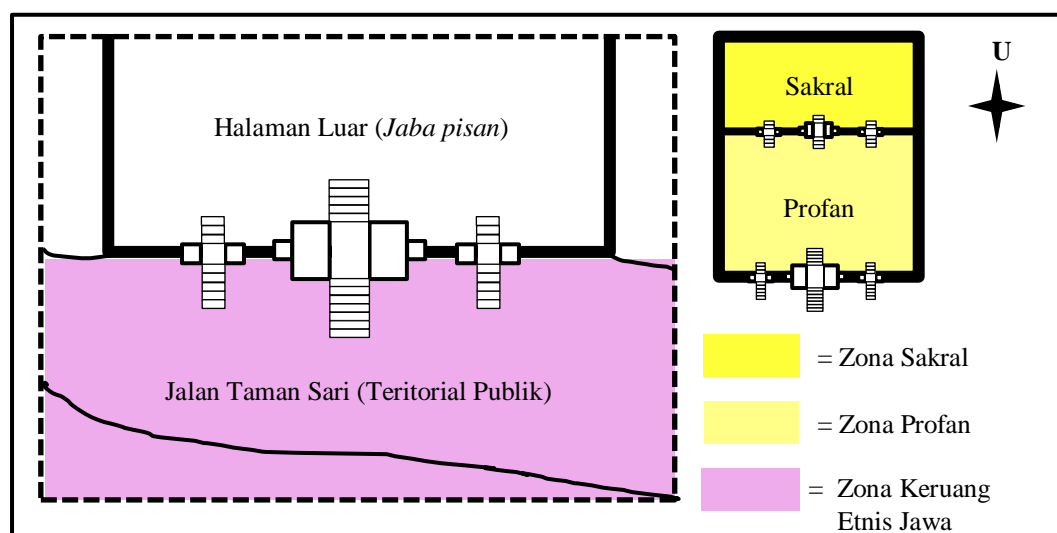 Halaman Luar (Jaba pisan)
Jalan Taman Sari (Teritorial Publik)
Sakral
Profan
U
= Zona Sakral
= Zona Profan
= Zona Keruang
Etnis Jawa